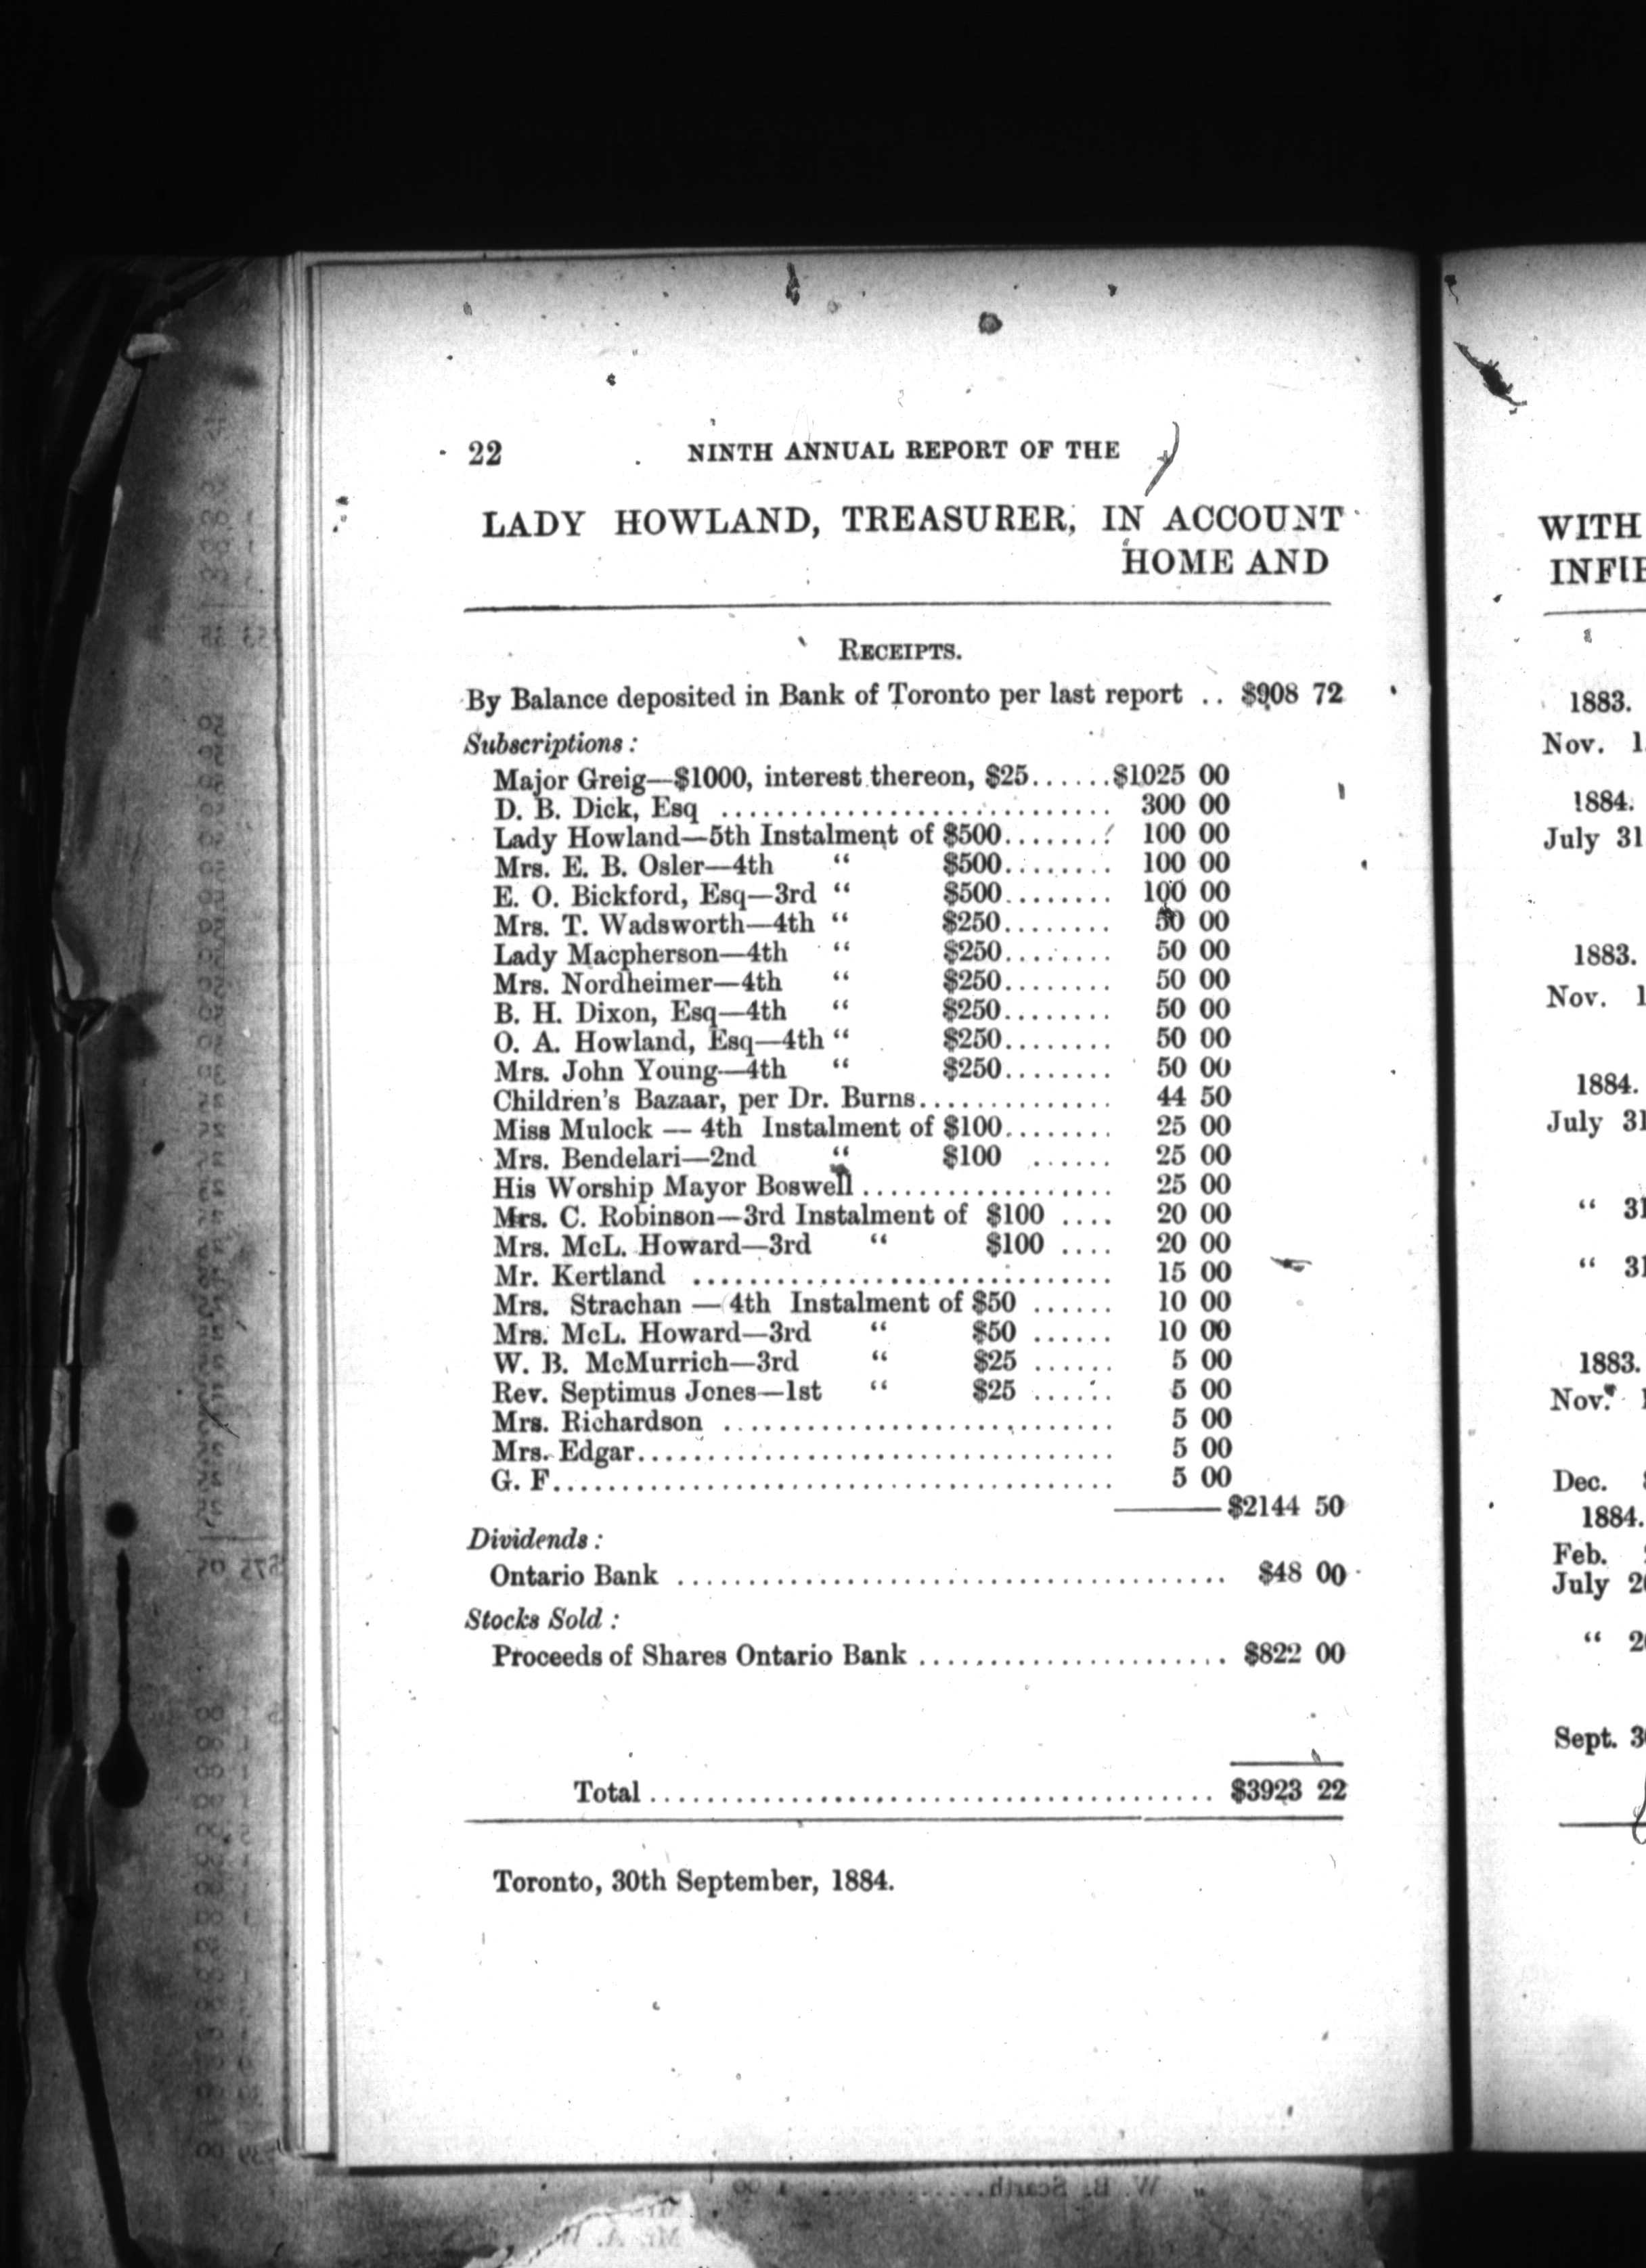 22 NINTH ANNUAL REPORT OF THE
LADY HOWLAND, TREASURER, IN ACCOUNT
HOME AND
RECEIPTS.
By Balance deposited in Bank of Toronto per last report .. $908 72
Subscriptions :
Major Greig—$1000, interest thereon, $25......$1025 00
D. B. Dick, Esq ............................ 300 00
Lady Howland—5th Instalment of $500........ 100 00
Mrs. E. B. Osler—4th “ $500........ 100 00
E. O. Bickford, Esq—3rd “ $500........ 100 00
Mrs. T. Wadsworth—4th “ $250........ 50 00
Lady Macpherson—4th “ $250........ 50 00
Mrs. Nordheimer—4th “ $250........ 50 00
B. H. Dixon, Esq—4th “ $250........ 50 00
O. A. Howland, Esq—4th “ $250........ 50 00
Mrs. John Young—4th “ $250........ 50 00
Children's Bazaar, per Dr. Burns.............. 44 50
Miss Mulock — 4th Instalment of $100........ 25 00
Mrs. Bendelari—2nd “ $100 ...... 25 00
His Worship Mayor Boswell .................. 25 00
Mrs. C. Robinson—3rd Instalment of $100 .... 20 00
Mrs. McL. Howard—3rd “ $100 .... 20 00
Mr. Kertland .............................. 15 00
Mrs. Strachan — 4th Instalment of $50 ...... 10 00
Mrs. McL. Howard—3rd “ $50 ...... 10 00
W. B. McMurrich—3rd “ $25 ...... 5 00
Rev. Septimus Jones—1st “ $25 ...... 5 00
Mrs. Richardson ............................ 5 00
Mrs. Edgar.................................. 5 00
G. F........................................ 5 00
$2144 50
Dividends :
Ontario Bank ...................................... $48 00
Stocks Sold :
Proceeds of Shares Ontario Bank ...................... $822 00
Total ........................................ $3923 22
Toronto, 30th September, 1884.
WITH
1883.
Nov.
1884.
July 31
1883.
Nov.
1884.
July 31
“ 31
“ 31
1883.
Nov.
Dec.
1884.
Feb.
July
“
Sept.
W. B. Scarth
Mr. A.